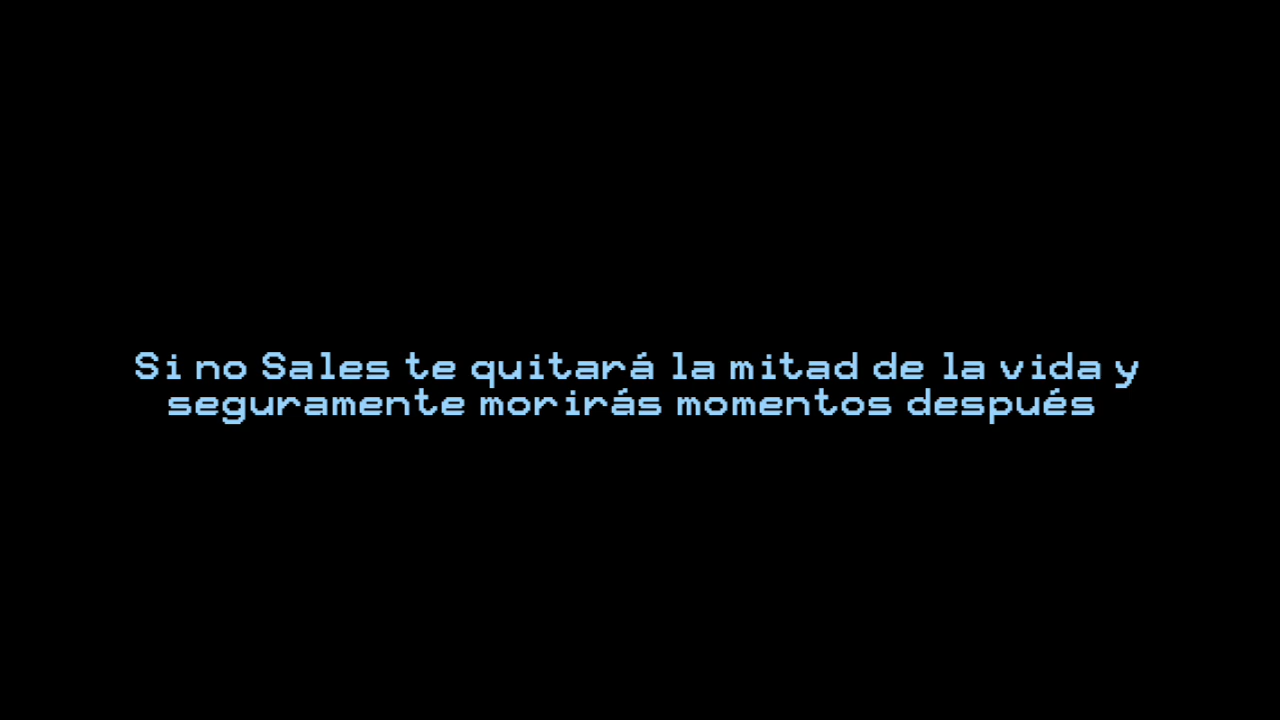 Si no Sales te quitará la mitad de la vida y
seguramente morirás momentos después